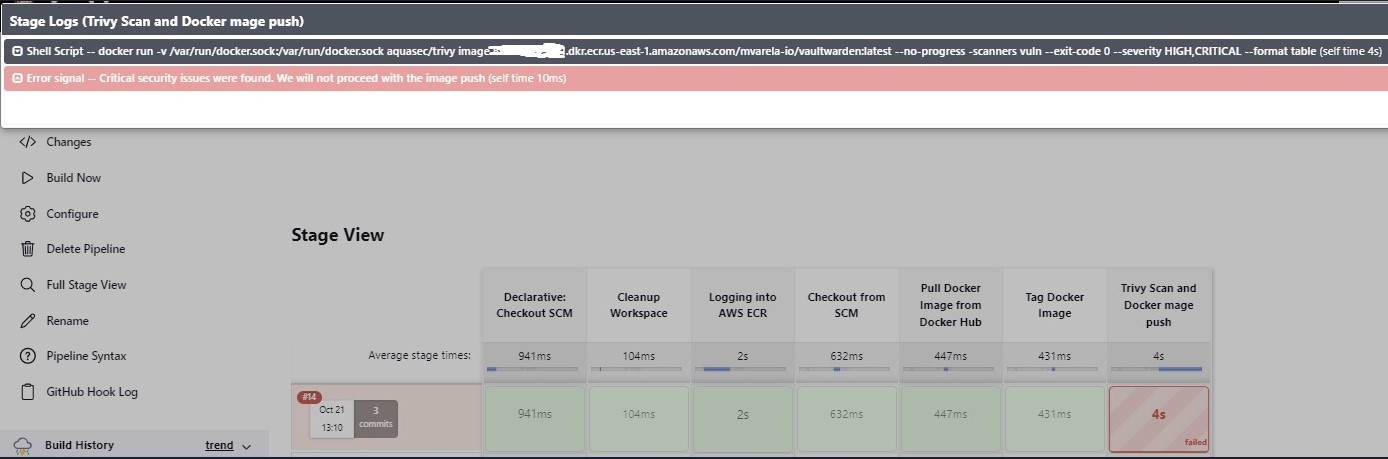 Stage Logs (Trivy Scan and Docker mage push)
Shell Script -- docker run -v /var/run/docker.sock:/var/run/docker.sock aquasec/trivy image .dkr.ecr.us-east-1.amazonaws.com/mvarela-io/vaultwarden:latest --no-progress -scanners vuln --exit-code 0 --severity HIGH,CRITICAL --format table (self time 4s)
Error signal -- Critical security issues were found. We will not proceed with the image push (self time 10ms)
Changes
Build Now
Configure
Delete Pipeline
Full Stage View
Rename
Pipeline Syntax
GitHub Hook Log
Build History trend
Stage View
Declarative: Checkout SCM
Cleanup Workspace
Logging into AWS ECR
Checkout from SCM
Pull Docker Image from Docker Hub
Tag Docker Image
Trivy Scan and Docker mage push
Average stage times: 941ms 104ms 2s 632ms 447ms 431ms 4s
#14
Oct 21
13:10
3
commits
941ms 104ms 2s 632ms 447ms 431ms 4s
failed